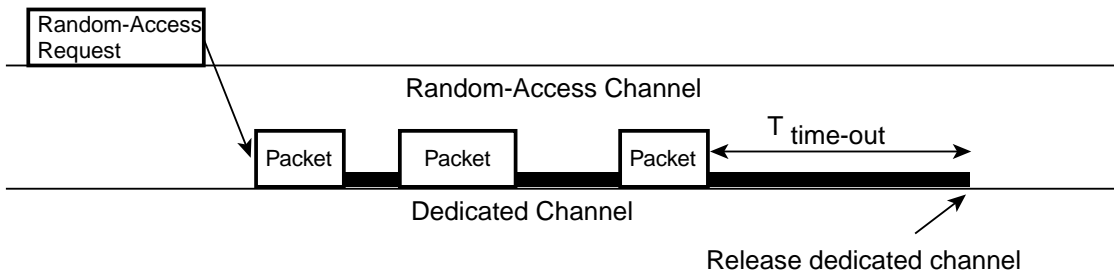 Random-Access
Request
Random-Access Channel
Packet
Packet
Packet
T time-out
Dedicated Channel
Release dedicated channel